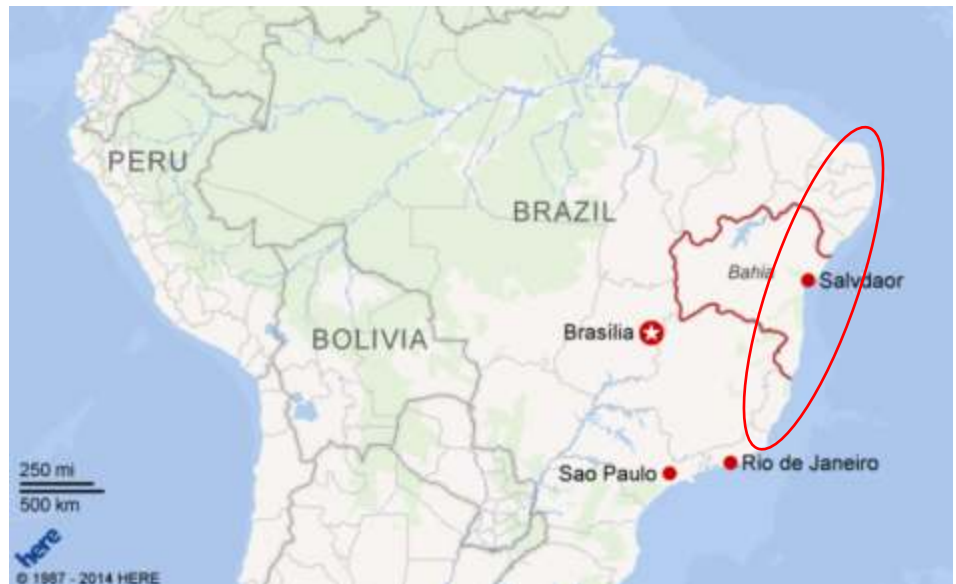 PERU
BRAZIL
Bahia
Salvdaor
Brasília
BOLIVIA
Sao Paulo
Rio de Janeiro
250 mi
500 km
here
© 1987 - 2014 HERE